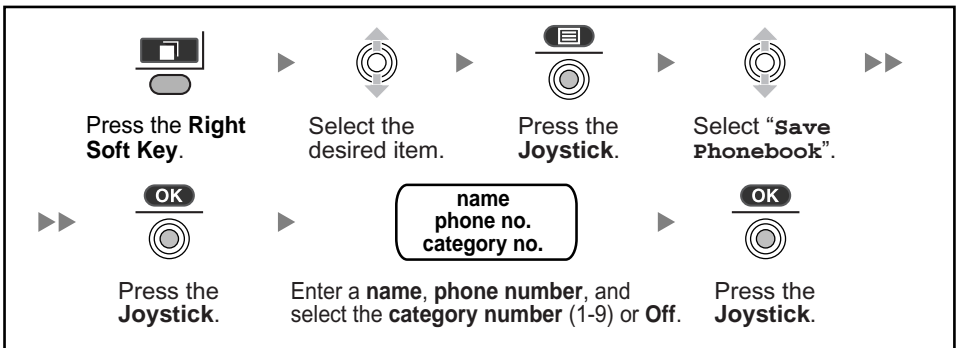 Press the Right
Soft Key.
Select the
desired item.
Press the
Joystick.
Select “Save
Phonebook”.
OK
Press the
Joystick.
name
phone no.
category no.
Enter a name, phone number, and
select the category number (1-9) or Off.
OK
Press the
Joystick.